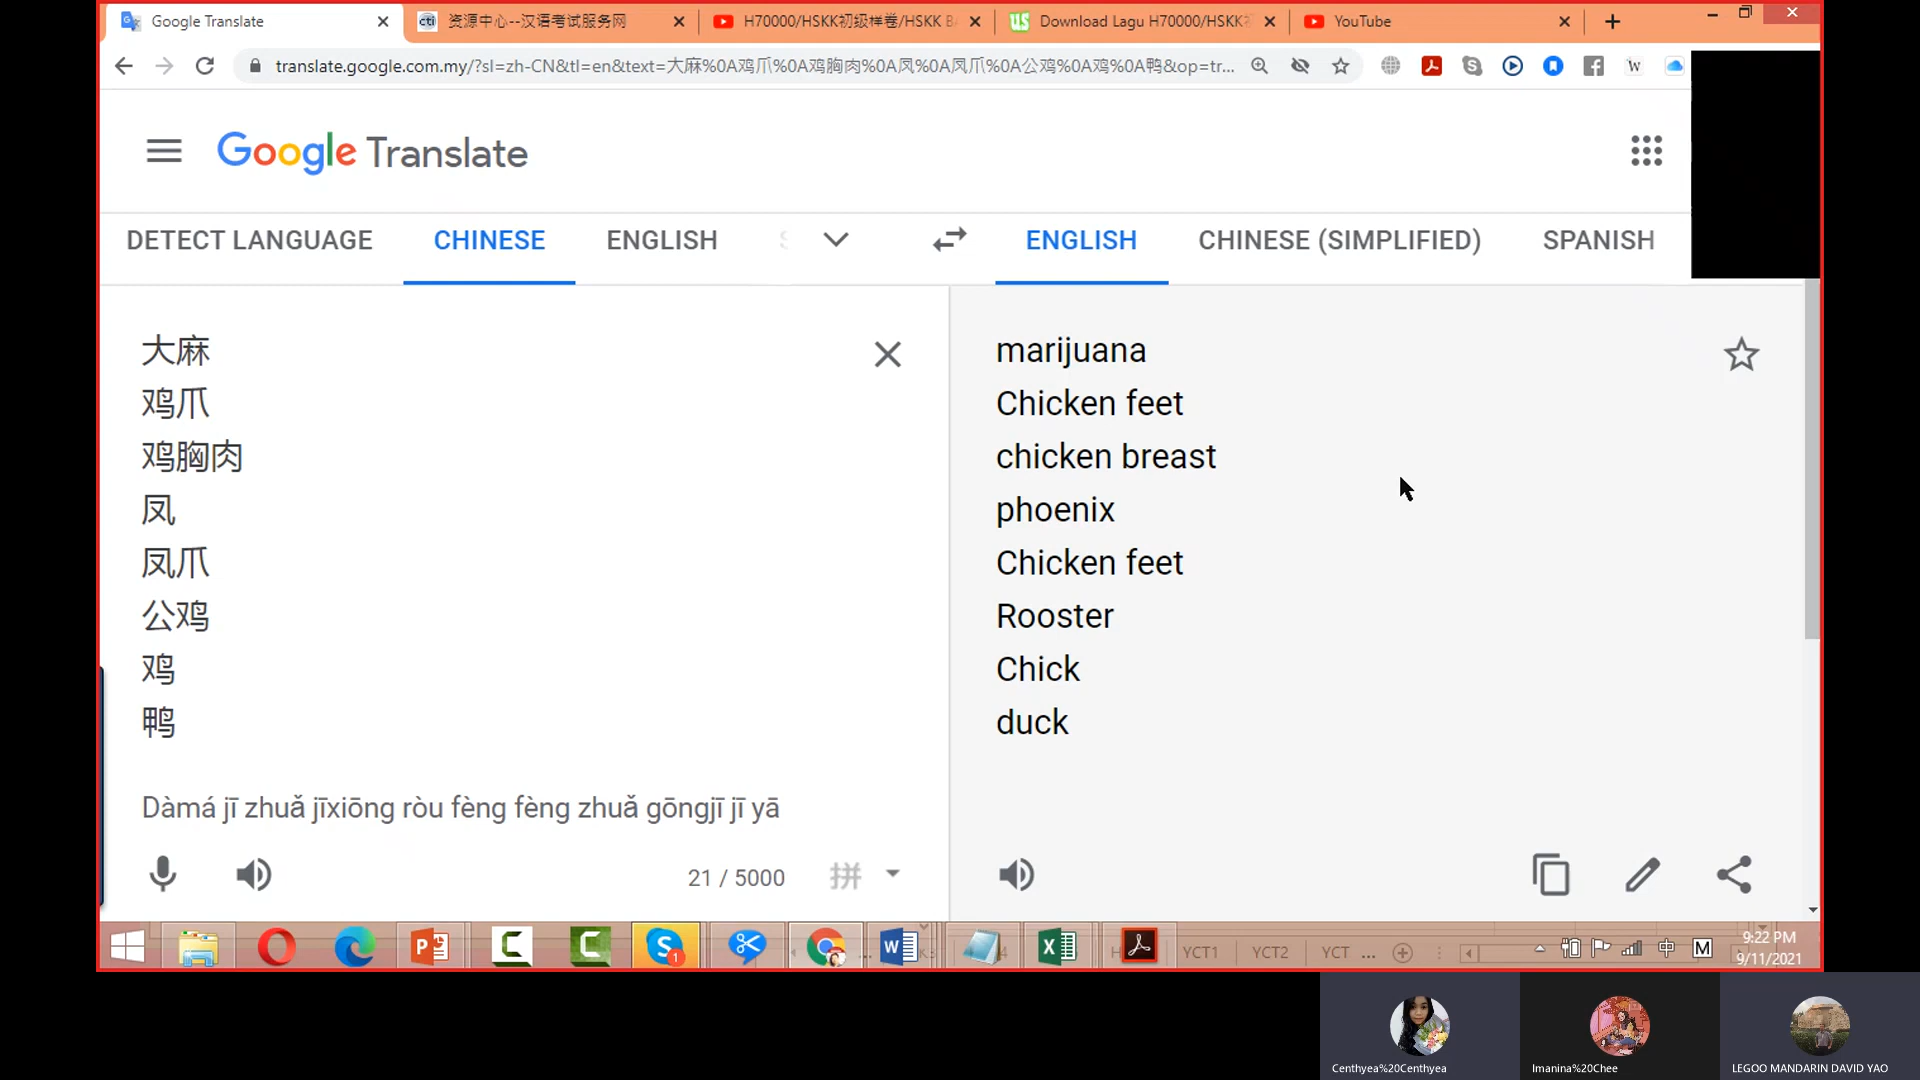 Google Translate
资源中心--汉语考试服务网
H70000/HSKK初级样卷/HSKK
Download Lagu H70000/HSKK
YouTube
translate.google.com.my/?sl=zh-CN&tl=en&text=大麻%0A鸡爪%0A鸡胸肉%0A凤%0A凤爪%0A公鸡%0A鸡%0A鸭&op=tr...
Google Translate
DETECT LANGUAGE CHINESE ENGLISH
ENGLISH CHINESE (SIMPLIFIED) SPANISH
大麻
鸡爪
鸡胸肉
凤
凤爪
公鸡
鸡
鸭
Dàmá jī zhuǎ jīxiōng ròu fèng fèng zhuǎ gōngjī jī yā
21 / 5000
拼
marijuana
Chicken feet
chicken breast
phoenix
Chicken feet
Rooster
Chick
duck
YCT1 YCT2 YCT ...
中 M
9:22 PM
9/11/2021
Centhyea%20Centhyea
Imanina%20Chee
LEGOO MANDARIN DAVID YAO